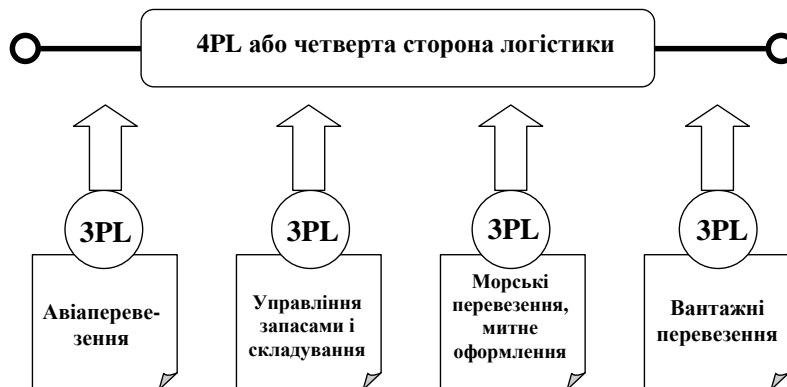 4PL або четверта сторона логістики
3PL
3PL
3PL
3PL
Авіапереве-
зення
Управління
запасами і
складування
Морські
перевезення,
митне
оформлення
Вантажні
перевезення